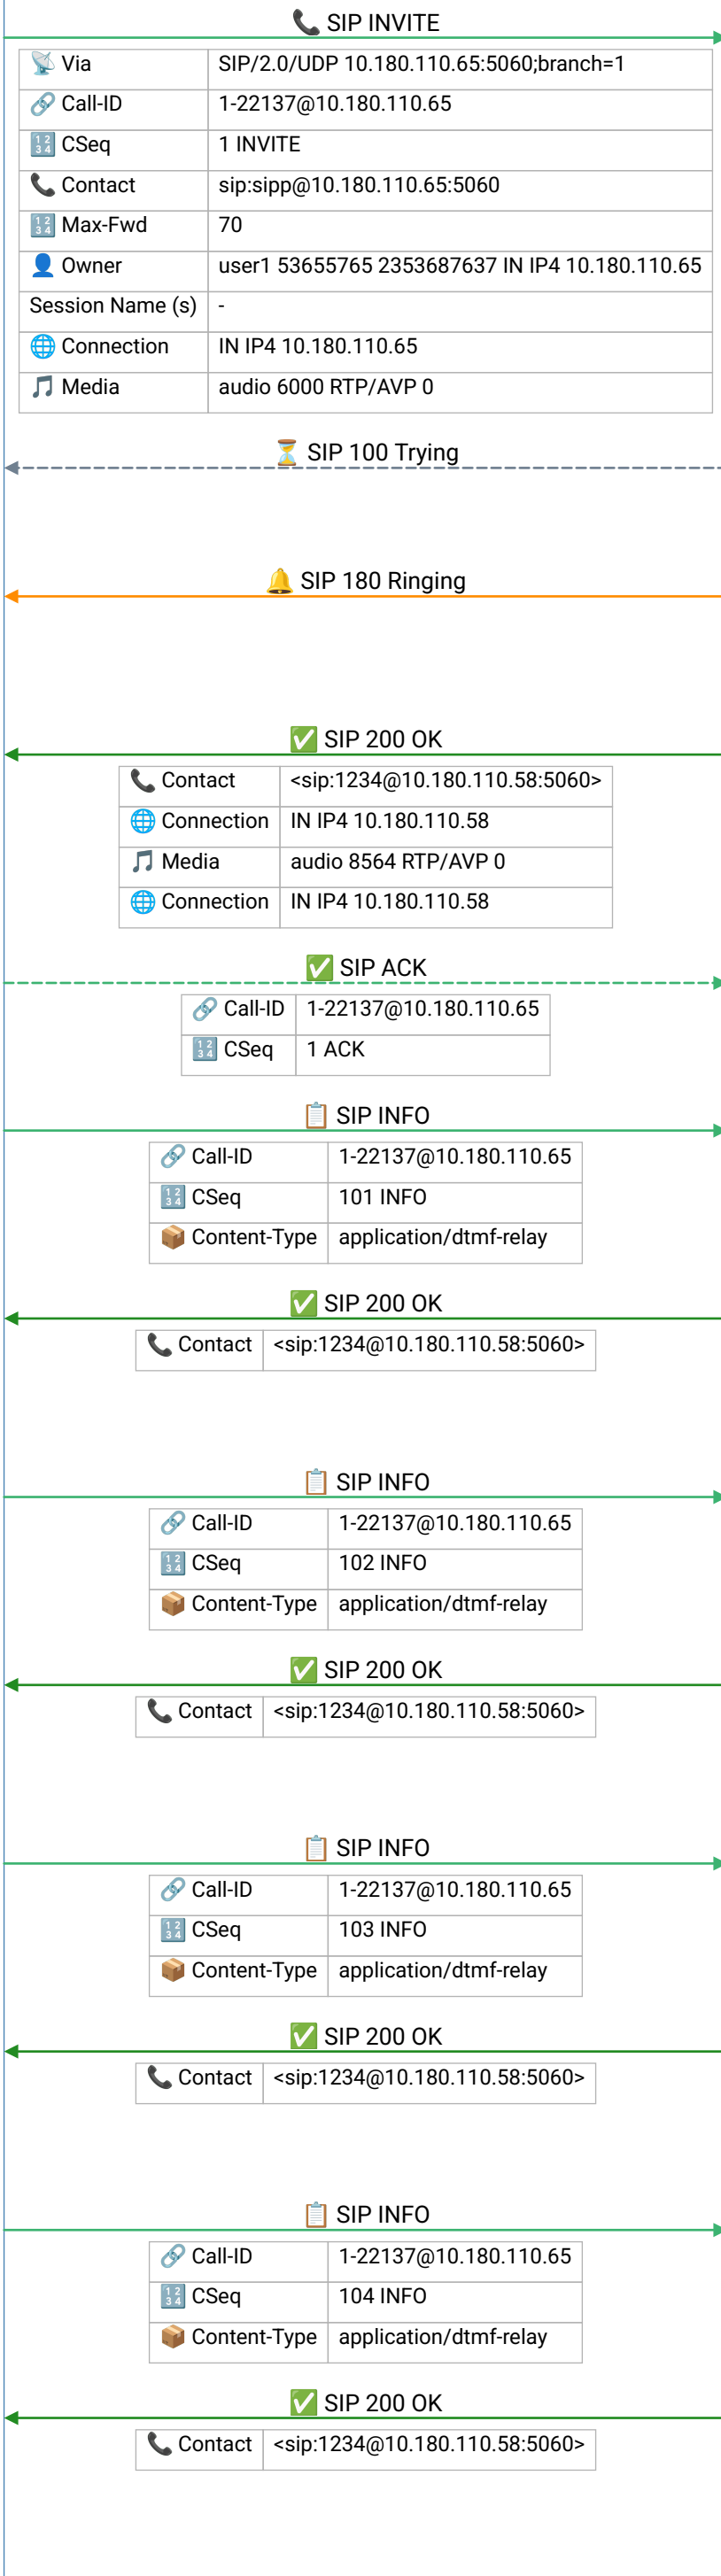 📞 SIP INVITE
📡 Via SIP/2.0/UDP 10.180.110.65:5060;branch=1
🔗 Call-ID 1-22137@10.180.110.65
🔢 CSeq 1 INVITE
📞 Contact sip:sipp@10.180.110.65:5060
🔢 Max-Fwd 70
👤 Owner user1 53655765 2353687637 IN IP4 10.180.110.65
Session Name (s) -
🌐 Connection IN IP4 10.180.110.65
🎵 Media audio 6000 RTP/AVP 0
⏳ SIP 100 Trying
🔔 SIP 180 Ringing
✅ SIP 200 OK
📞 Contact <sip:1234@10.180.110.58:5060>
🌐 Connection IN IP4 10.180.110.58
🎵 Media audio 8564 RTP/AVP 0
🌐 Connection IN IP4 10.180.110.58
✅ SIP ACK
🔗 Call-ID 1-22137@10.180.110.65
🔢 CSeq 1 ACK
📋 SIP INFO
🔗 Call-ID 1-22137@10.180.110.65
🔢 CSeq 101 INFO
📦 Content-Type application/dtmf-relay
✅ SIP 200 OK
📞 Contact <sip:1234@10.180.110.58:5060>
📋 SIP INFO
🔗 Call-ID 1-22137@10.180.110.65
🔢 CSeq 102 INFO
📦 Content-Type application/dtmf-relay
✅ SIP 200 OK
📞 Contact <sip:1234@10.180.110.58:5060>
📋 SIP INFO
🔗 Call-ID 1-22137@10.180.110.65
🔢 CSeq 103 INFO
📦 Content-Type application/dtmf-relay
✅ SIP 200 OK
📞 Contact <sip:1234@10.180.110.58:5060>
📋 SIP INFO
🔗 Call-ID 1-22137@10.180.110.65
🔢 CSeq 104 INFO
📦 Content-Type application/dtmf-relay
✅ SIP 200 OK
📞 Contact <sip:1234@10.180.110.58:5060>